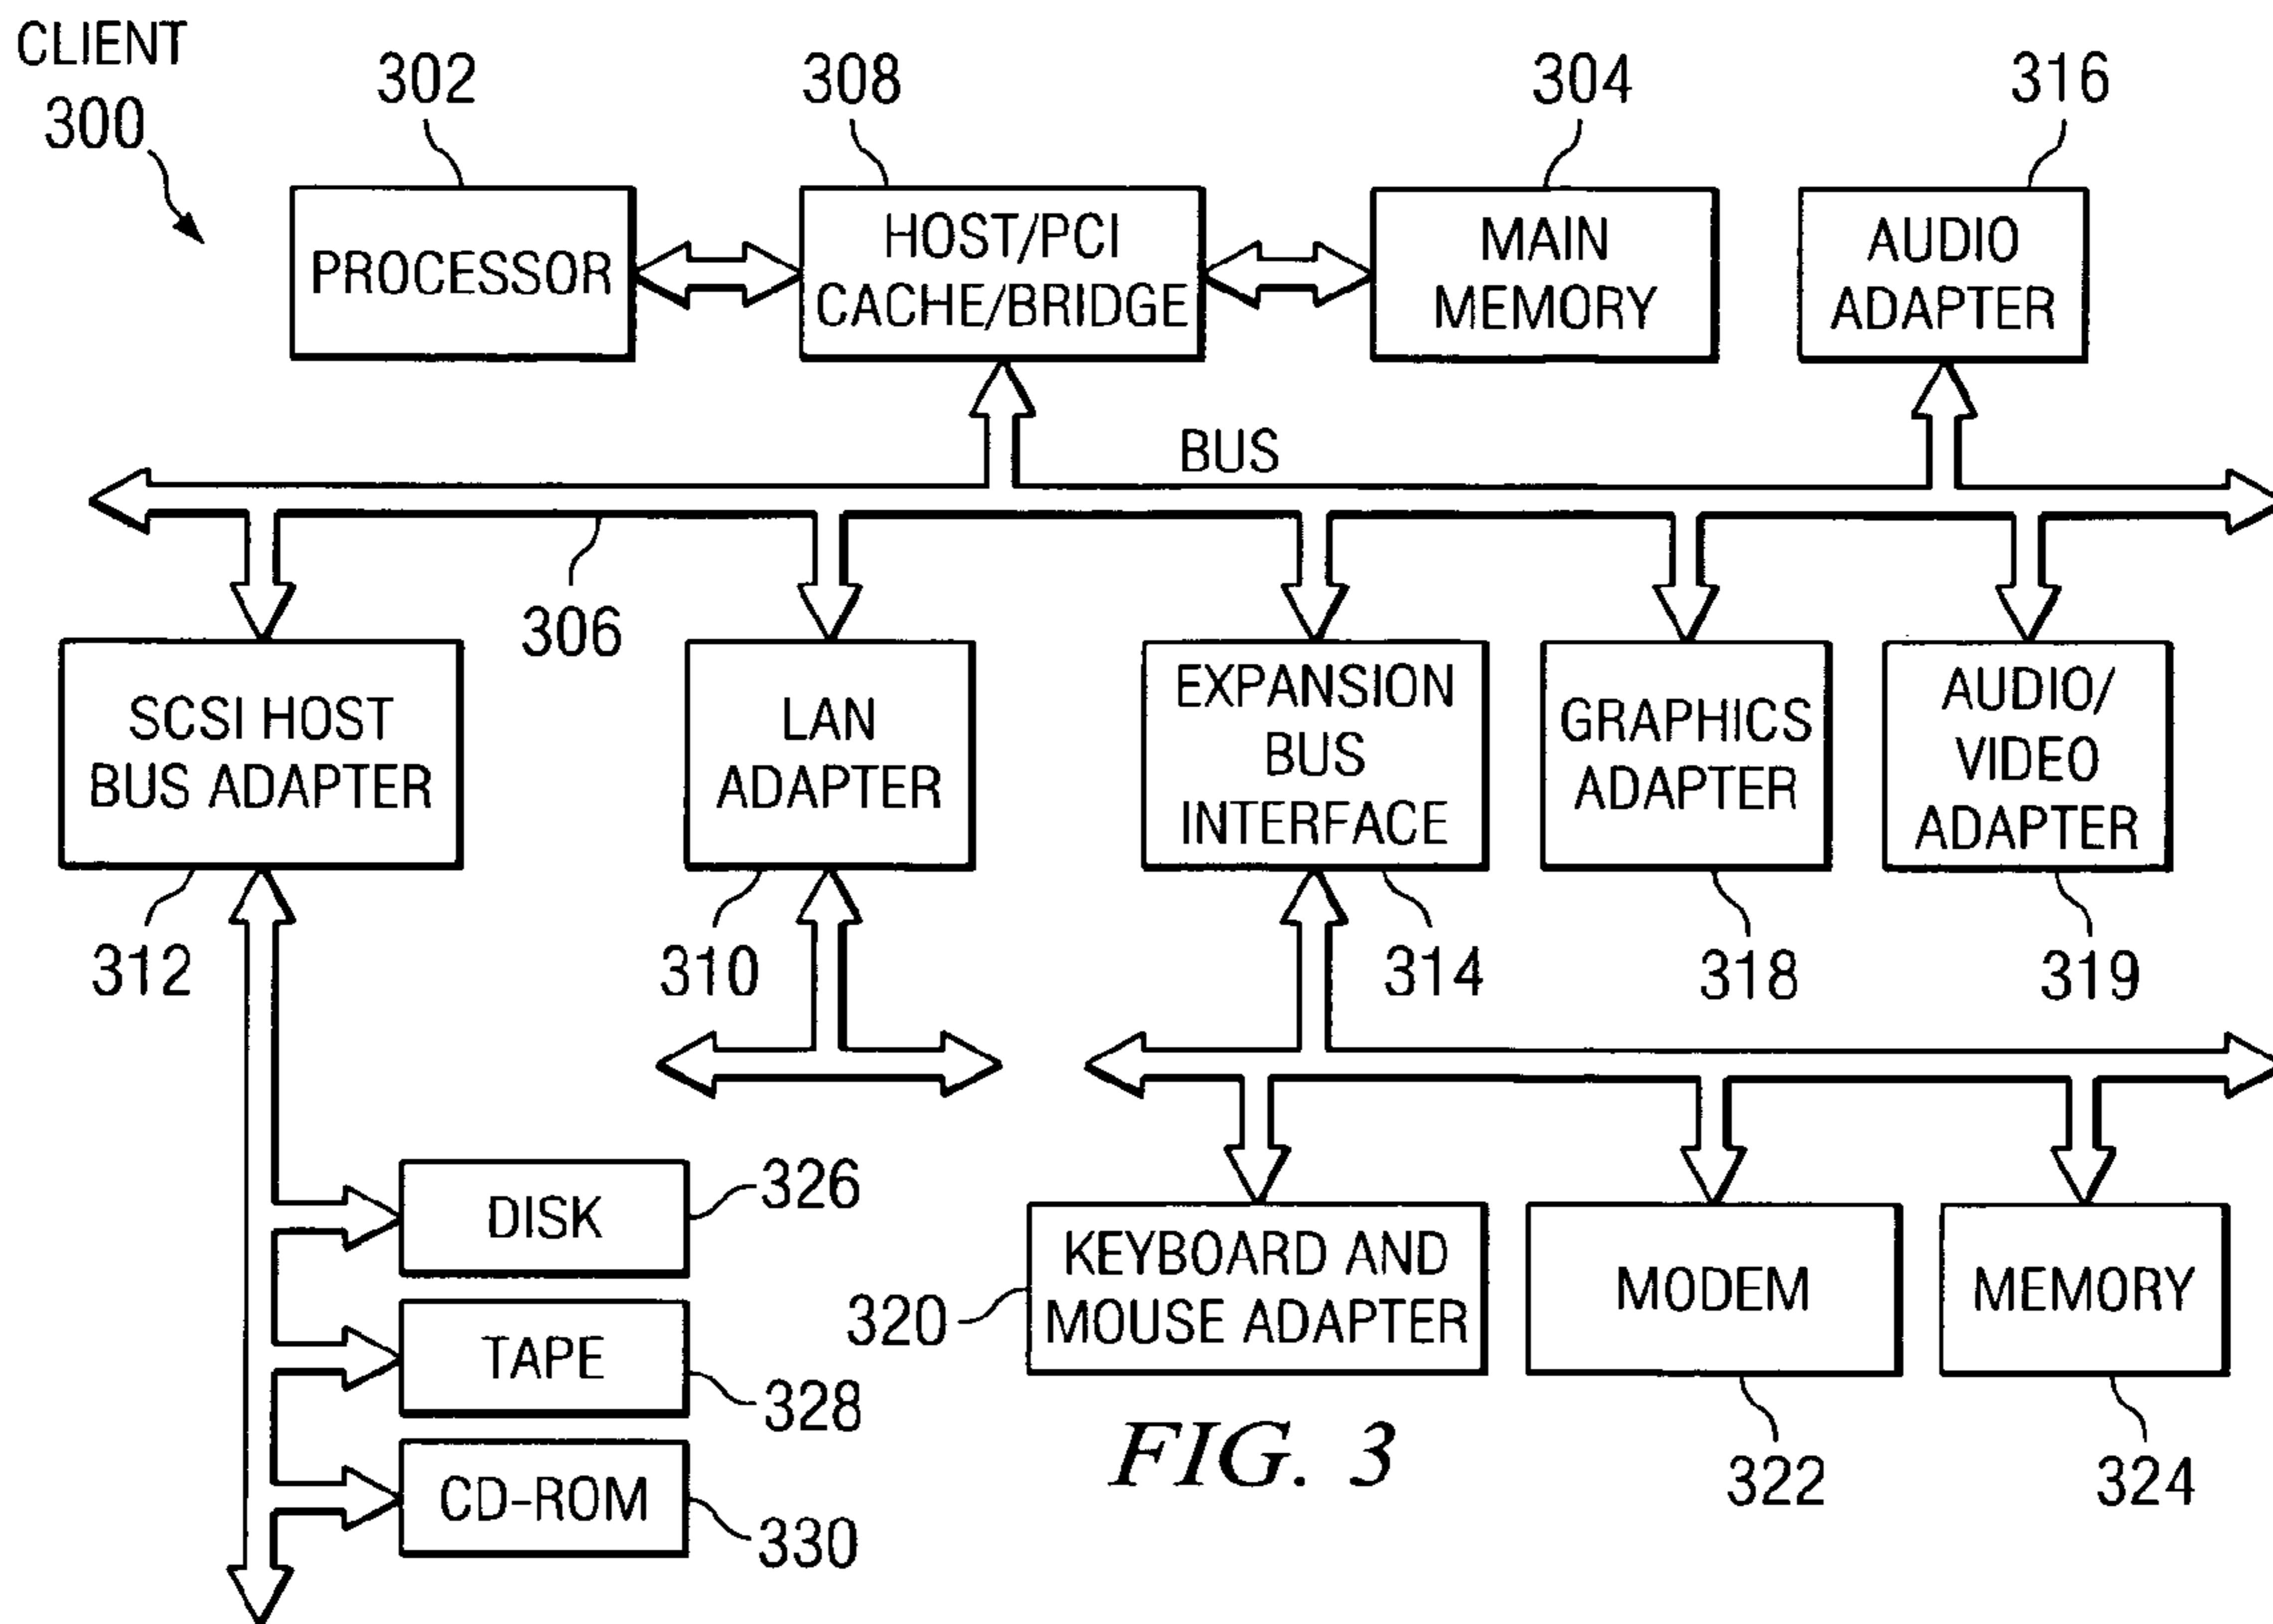 CLIENT
300
302
308
304
316
PROCESSOR
HOST/PCI
CACHE/BRIDGE
MAIN
MEMORY
AUDIO
ADAPTER
BUS
306
SCSI HOST
BUS ADAPTER
LAN
ADAPTER
EXPANSION
BUS
INTERFACE
GRAPHICS
ADAPTER
AUDIO/
VIDEO
ADAPTER
312
310
314
318
319
DISK
326
TAPE
328
CD-ROM
330
320
KEYBOARD AND
MOUSE ADAPTER
MODEM
MEMORY
322
324
FIG. 3